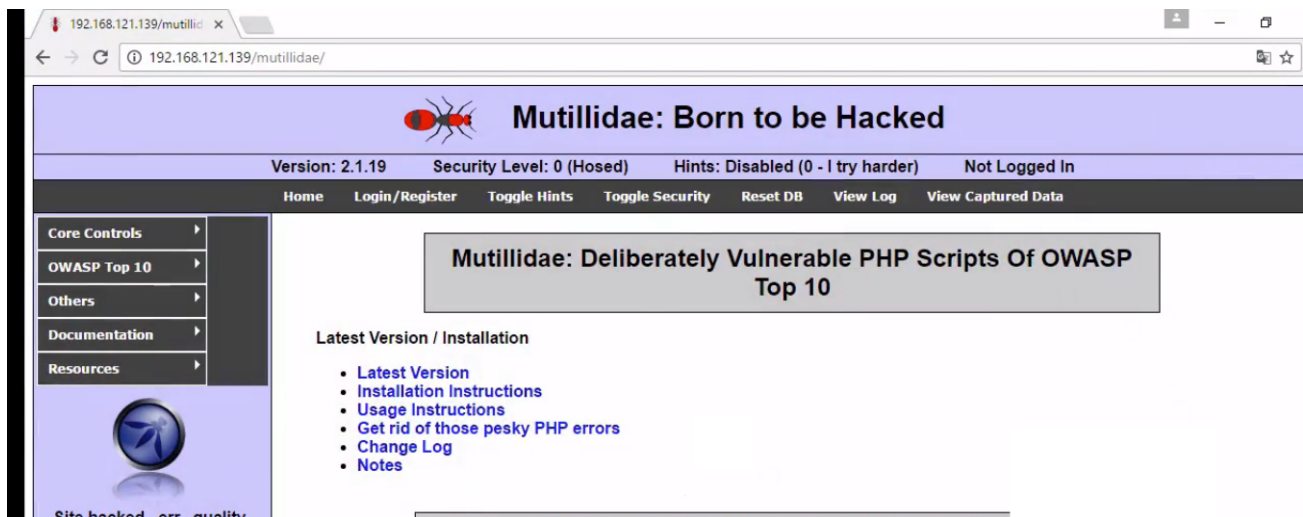 192.168.121.139/mutillid
192.168.121.139/mutillidae/
Mutillidae: Born to be Hacked
Version: 2.1.19 Security Level: 0 (Hosed) Hints: Disabled (0 - I try harder) Not Logged In
Home Login/Register Toggle Hints Toggle Security Reset DB View Log View Captured Data
Core Controls
OWASP Top 10
Others
Documentation
Resources
Mutillidae: Deliberately Vulnerable PHP Scripts Of OWASP
Top 10
Latest Version / Installation
Latest Version
Installation Instructions
Usage Instructions
Get rid of those pesky PHP errors
Change Log
Notes
Site hacked...err...quality